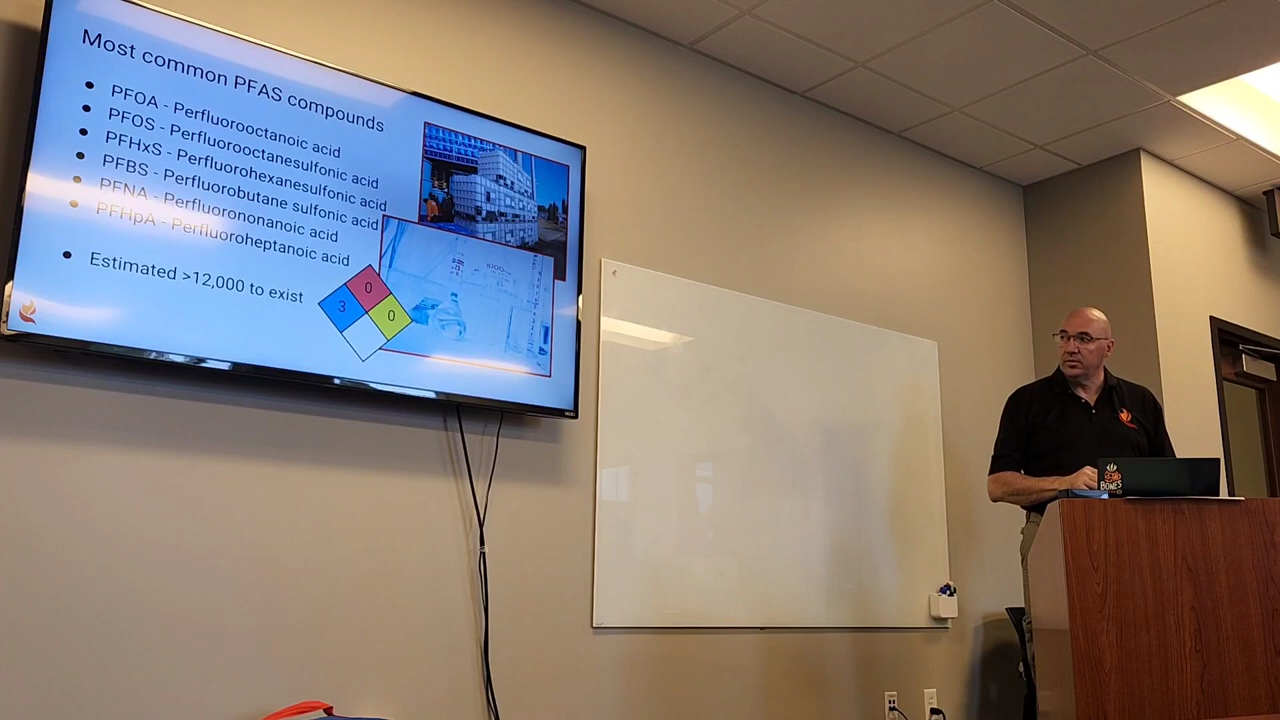 Most common PFAS compounds
PFOA - Perfluorooctanoic acid
PFOS - Perfluorooctanesulfonic acid
PFHxS - Perfluorohexanesulfonic acid
PFBS - Perfluorobutane sulfonic acid
PFNA - Perfluorononanoic acid
PFHpA - Perfluoroheptanoic acid
Estimated >12,000 to exist
0
3
0
BONES